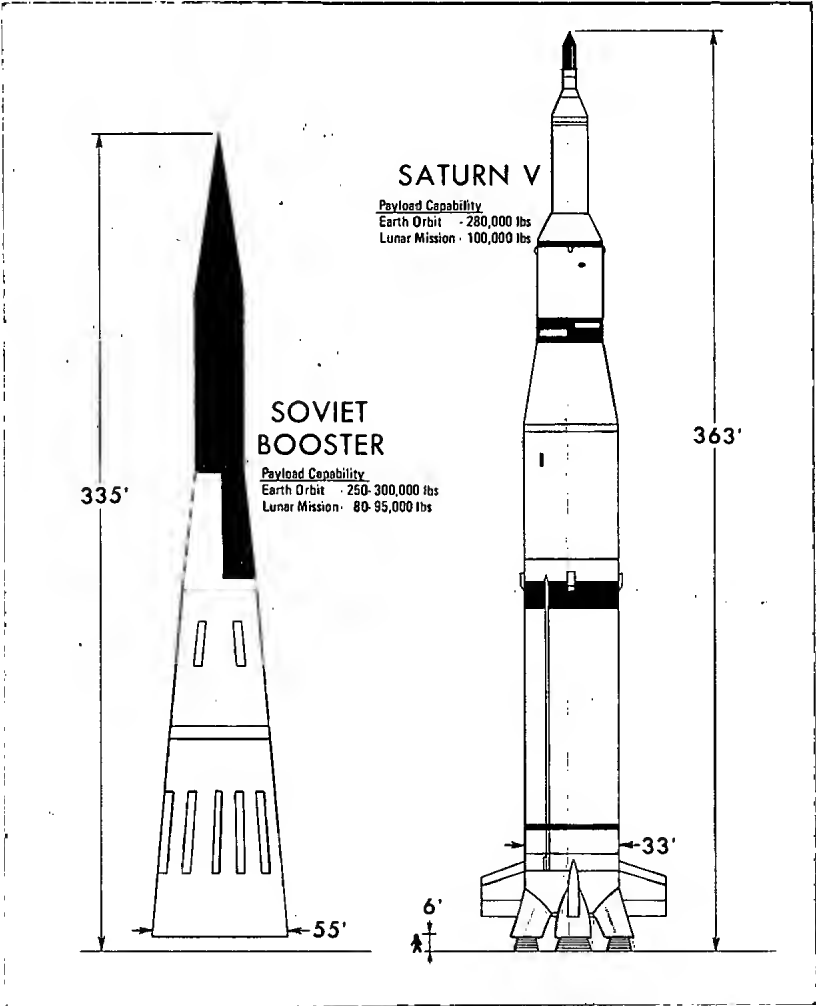 SATURN V
Payload Capability
Earth Orbit - 280,000 lbs
Lunar Mission - 100,000 lbs
363'
SOVIET
BOOSTER
Payload Capability
Earth Orbit - 250-300,000 lbs
Lunar Mission - 80-95,000 lbs
335'
33'
6'
55'